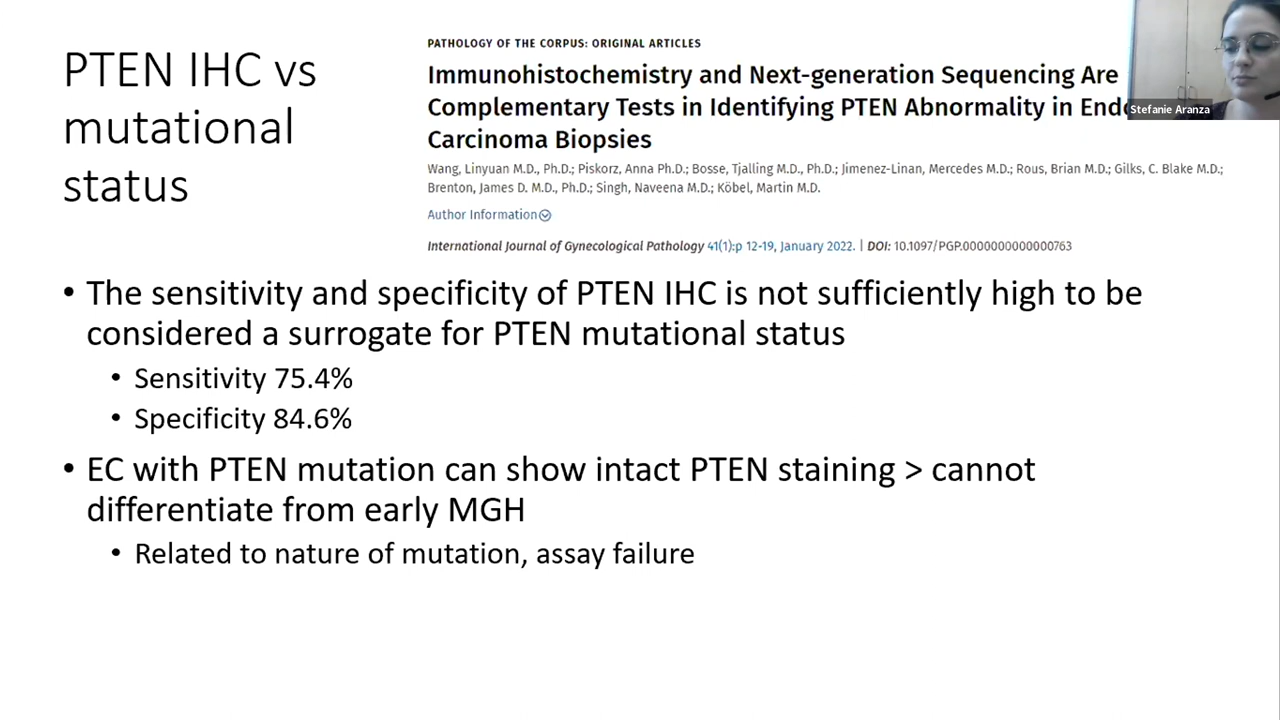 PTEN IHC vs
mutational
status
PATHOLOGY OF THE CORPUS: ORIGINAL ARTICLES
Immunohistochemistry and Next-generation Sequencing Are
Complementary Tests in Identifying PTEN Abnormality in
Carcinoma Biopsies
Wang, Linyuan M.D., Ph.D.; Piskorz, Anna Ph.D.; Bosse, Tjalling M.D., Ph.D.; Jimenez-Linan, Mercedes M.D.; Rous, Brian M.D.; Gilks, C. Blake M.D.;
Brenton, James D. M.D., Ph.D.; Singh, Naveena M.D.; Köbel, Martin M.D.
Author Information
International Journal of Gynecological Pathology 41(1):p 12-19, January 2022. | DOI: 10.1097/PGP.0000000000000763
Stefanie Aranza
• The sensitivity and specificity of PTEN IHC is not sufficiently high to be
considered a surrogate for PTEN mutational status
• Sensitivity 75.4%
• Specificity 84.6%
• EC with PTEN mutation can show intact PTEN staining > cannot
differentiate from early MGH
• Related to nature of mutation, assay failure